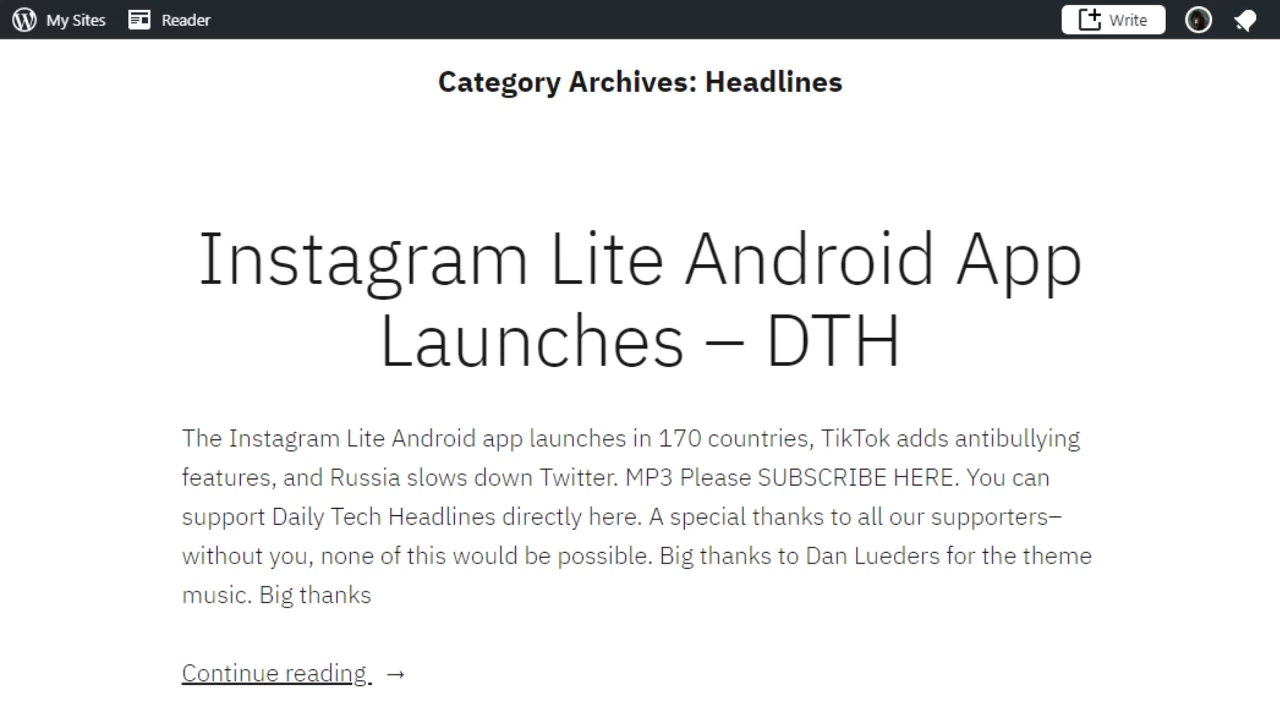 My Sites Reader Write
Category Archives: Headlines
Instagram Lite Android App
Launches – DTH
The Instagram Lite Android app launches in 170 countries, TikTok adds antibullying
features, and Russia slows down Twitter. MP3 Please SUBSCRIBE HERE. You can
support Daily Tech Headlines directly here. A special thanks to all our supporters–
without you, none of this would be possible. Big thanks to Dan Lueders for the theme
music. Big thanks
Continue reading →